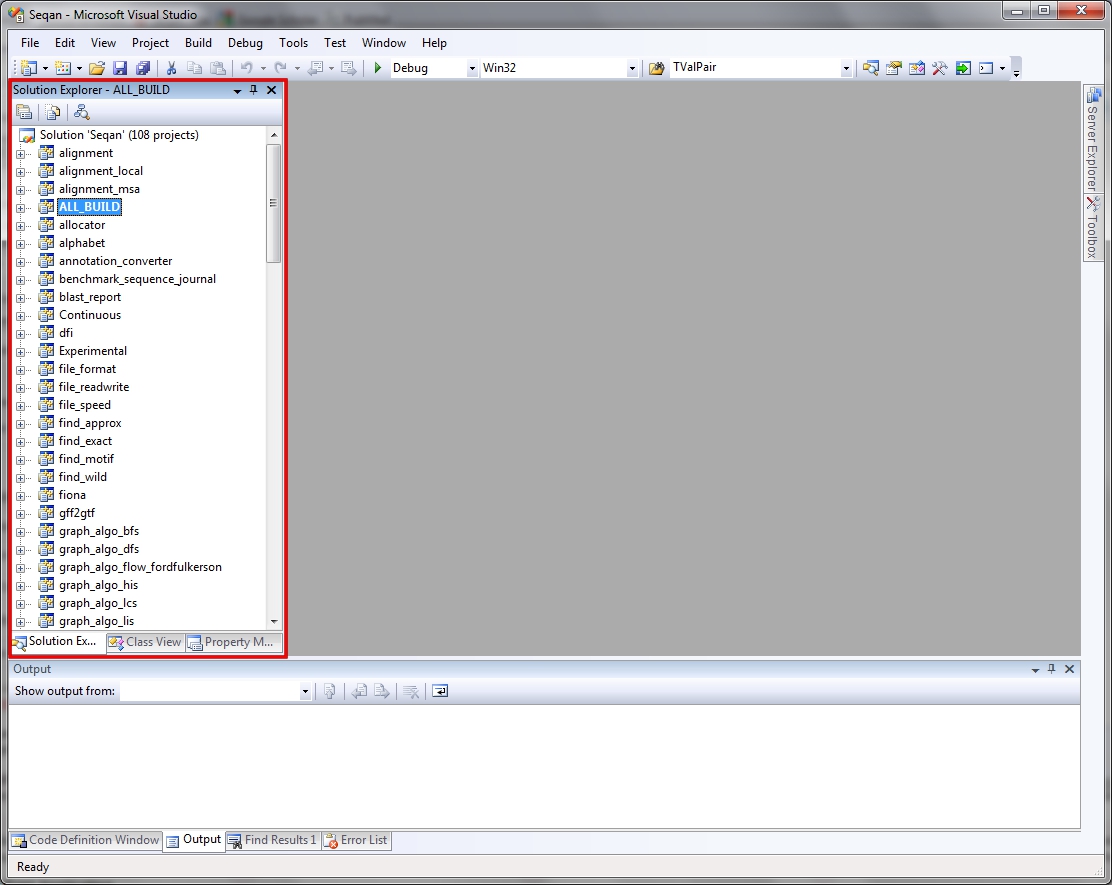 Seqan - Microsoft Visual Studio
File Edit View Project Build Debug Tools Test Window Help
Debug Win32 TValPair
Solution Explorer - ALL_BUILD
Solution 'Seqan' (108 projects)
alignment
alignment_local
alignment_msa
ALL_BUILD
allocator
alphabet
annotation_converter
benchmark_sequence_journal
blast_report
Continuous
dfi
Experimental
file_format
file_readwrite
file_speed
find_approx
find_exact
find_motif
find_wild
fiona
gff2gtf
graph_algo_bfs
graph_algo_dfs
graph_algo_flow_fordfulkerson
graph_algo_his
graph_algo_lcs
graph_algo_lis
Solution Ex... Class View Property M...
Server Explorer
Toolbox
Output
Show output from:
Code Definition Window Output Find Results 1 Error List
Ready